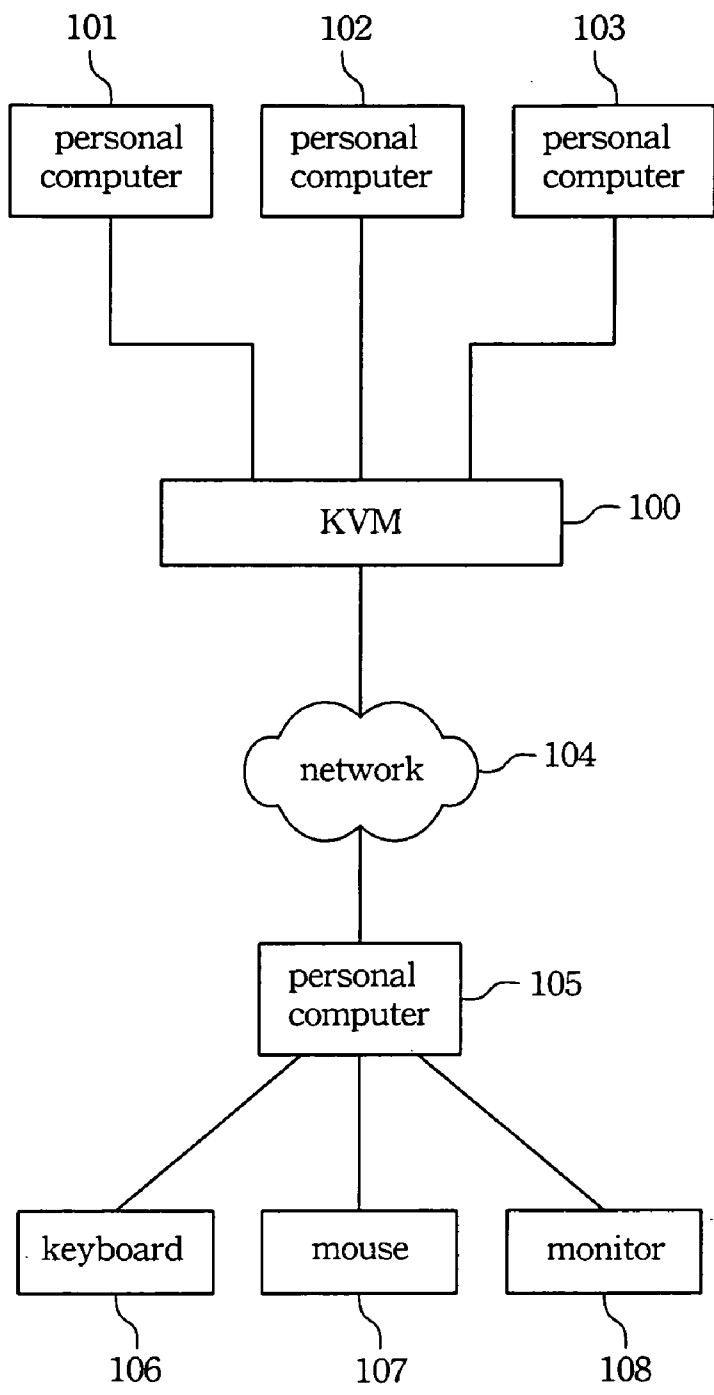 101
102
103
personal
computer
personal
computer
personal
computer
KVM
100
network
104
personal
computer
105
keyboard
mouse
monitor
106
107
108